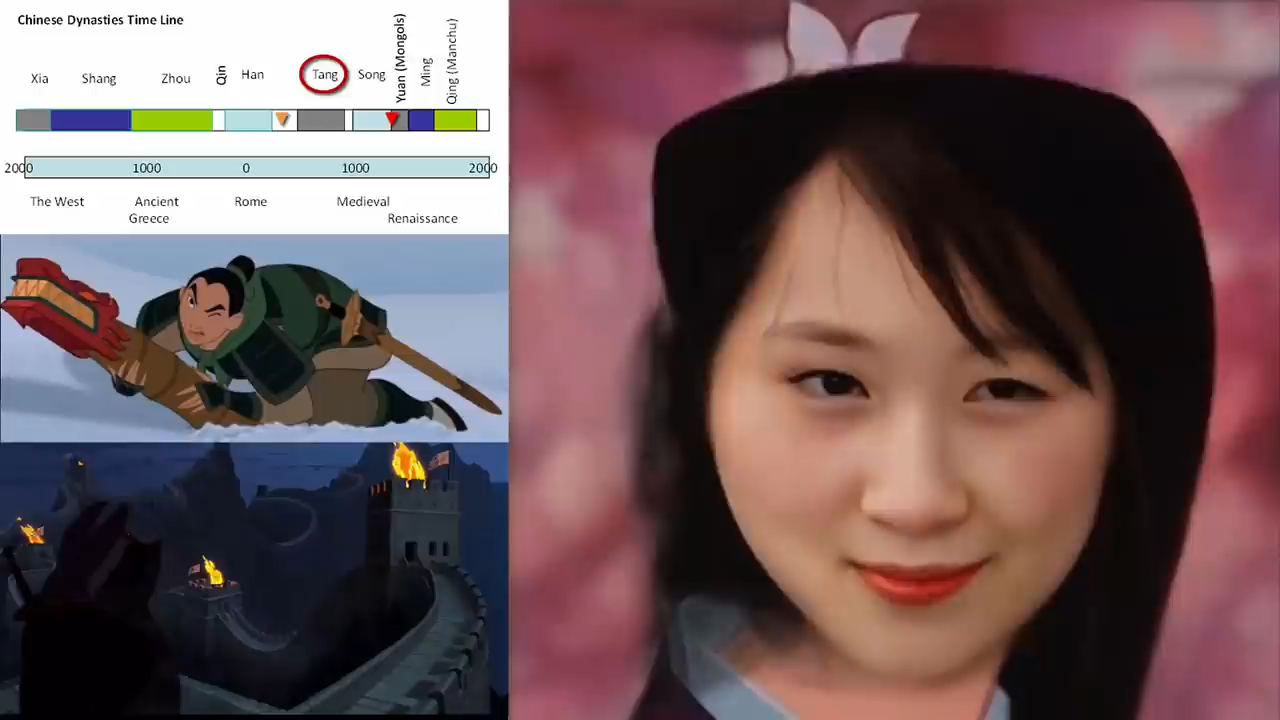 Chinese Dynasties Time Line
Xia Shang Zhou Qin Han Tang Song Yuan (Mongols) Ming Qing (Manchu)
2000 1000 0 1000 2000
The West Ancient Greece Rome Medieval Renaissance